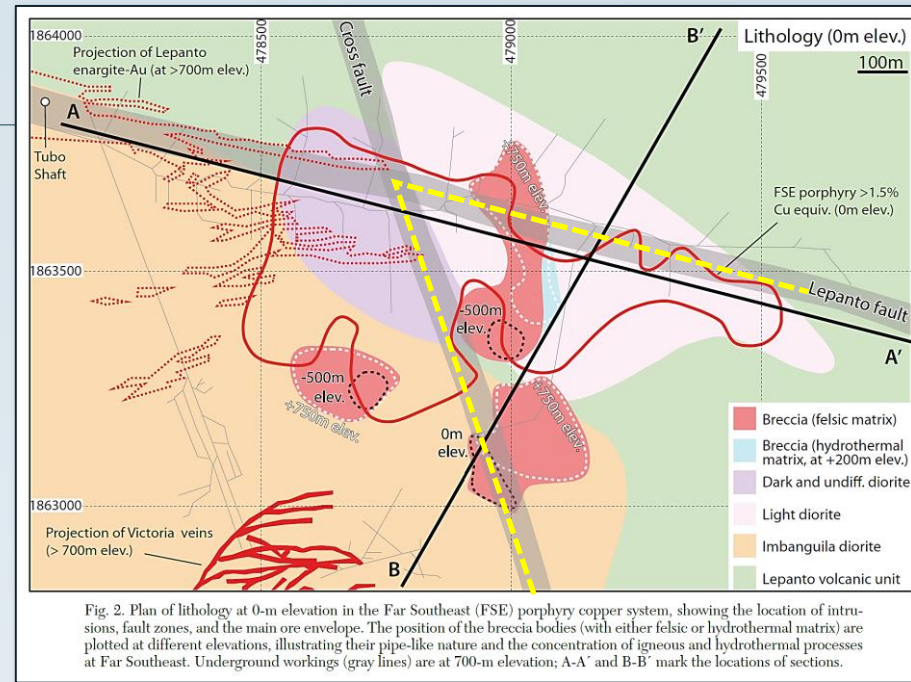 1864000
Projection of Lepanto
enargite-Au (at >700m elev.)
478500
Cross fault
479000
B′
Lithology (0m elev.)
479500
100m
A
Tubo
Shaft
+750m elev.
FSE porphyry >1.5%
Cu equiv. (0m elev.)
1863500
Lepanto fault
A′
-500m
elev.
-500m
elev.
+750m elev.
+750m elev.
0m
elev.
1863000
Projection of Victoria veins
(> 700m elev.)
B
Breccia (felsic matrix)
Breccia (hydrothermal
matrix, at +200m elev.)
Dark and undiff. diorite
Light diorite
Imbanguila diorite
Lepanto volcanic unit
Fig. 2. Plan of lithology at 0-m elevation in the Far Southeast (FSE) porphyry copper system, showing the location of intru-
sions, fault zones, and the main ore envelope. The position of the breccia bodies (with either felsic or hydrothermal matrix) are
plotted at different elevations, illustrating their pipe-like nature and the concentration of igneous and hydrothermal processes
at Far Southeast. Underground workings (gray lines) are at 700-m elevation; A-A′ and B-B′ mark the locations of sections.